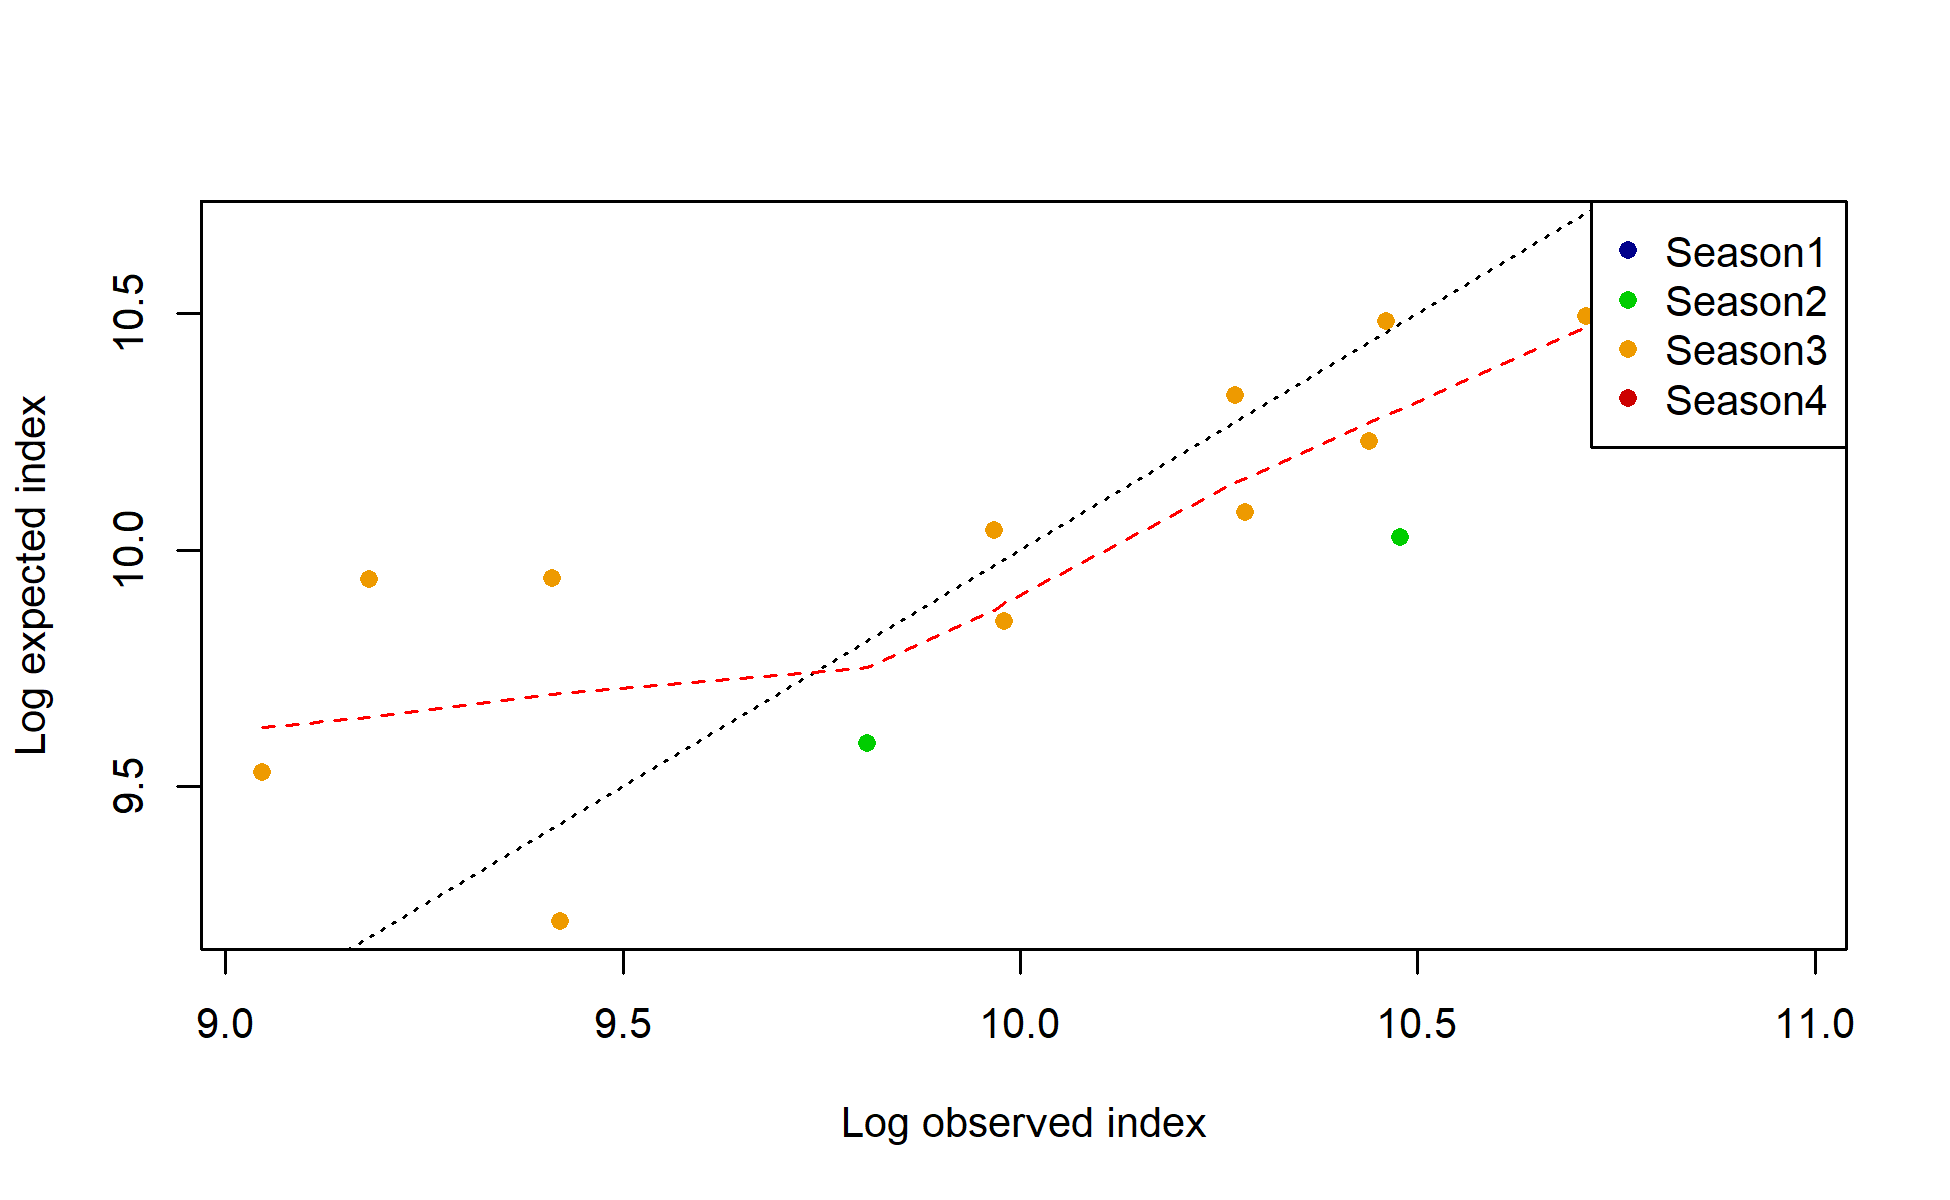 Season1
Season2
Season3
Season4
Log expected index
10.5
10.0
9.5
9.0 9.5 10.0 10.5 11.0
Log observed index